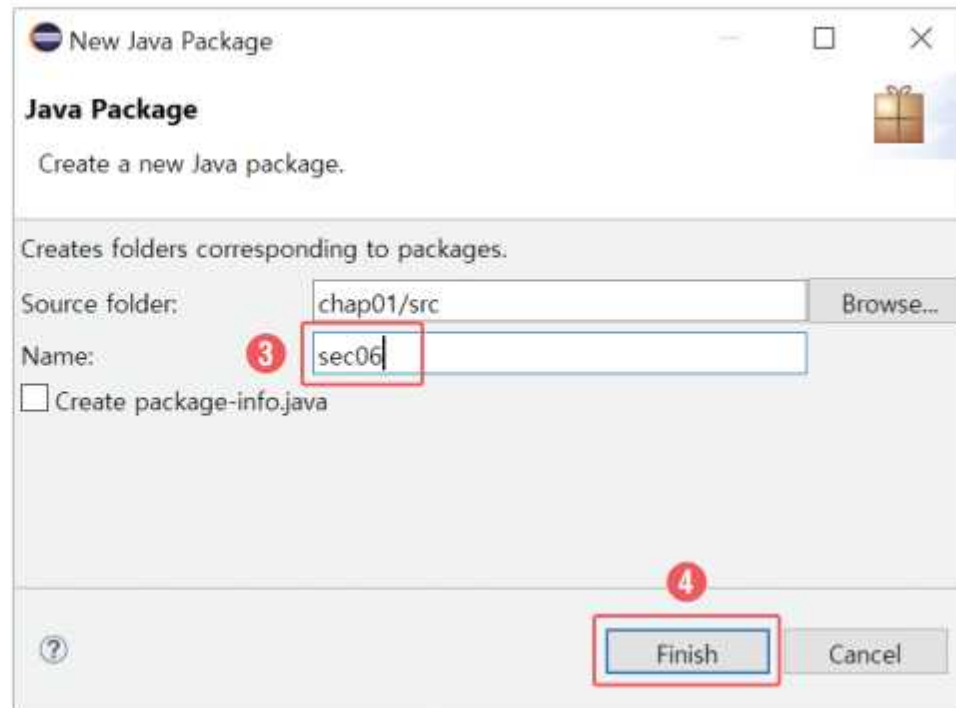 New Java Package
Java Package
Create a new Java package.
Creates folders corresponding to packages.
Source folder: chap01/src Browse...
Name: 3 sec06
Create package-info.java
4
? Finish Cancel